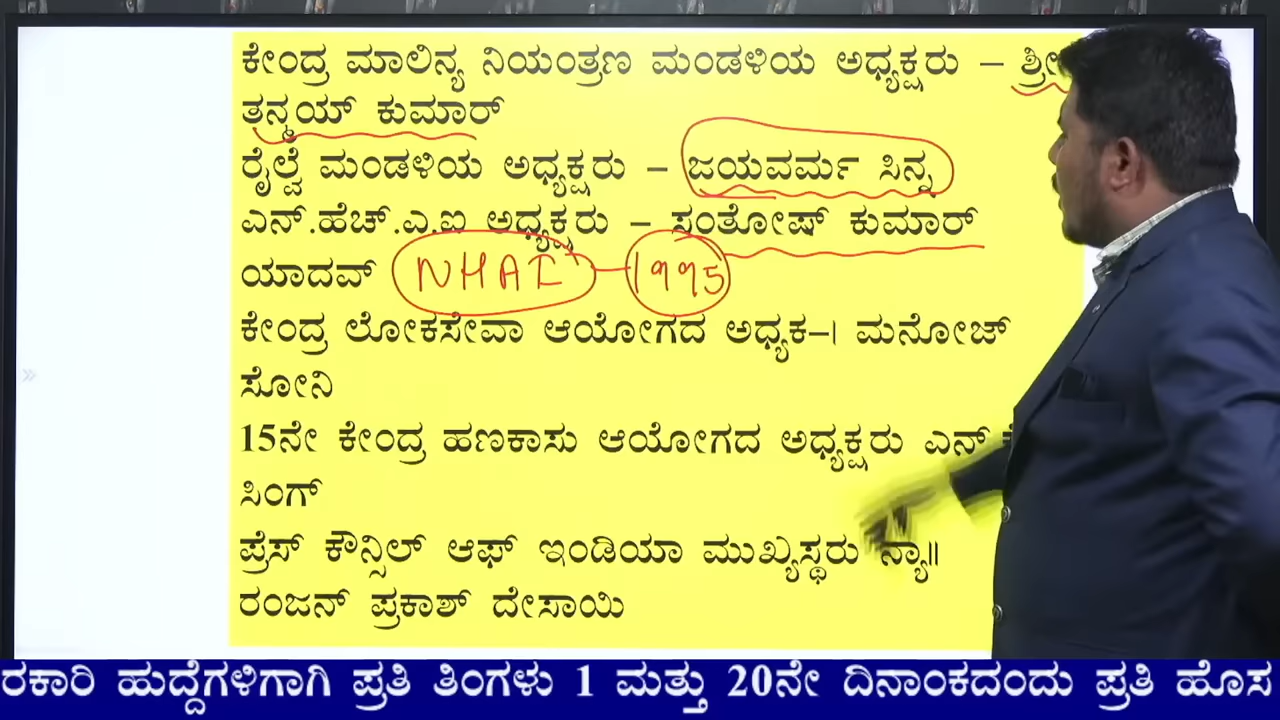 ಕೇಂದ್ರ ಮಾಲಿನ್ಯ ನಿಯಂತ್ರಣ ಮಂಡಳಿಯ ಅಧ್ಯಕ್ಷರು – ಶ್ರೀ
ತನ್ಮಯ್ ಕುಮಾರ್
ರೈಲ್ವೆ ಮಂಡಳಿಯ ಅಧ್ಯಕ್ಷರು – ಜಯವರ್ಮ ಸಿನ್ಹ
ಎನ್.ಹೆಚ್.ಎ.ಐ ಅಧ್ಯಕ್ಷರು – ಸಂತೋಷ್ ಕುಮಾರ್
ಯಾದವ್ NHAI – 1995
ಕೇಂದ್ರ ಲೋಕಸೇವಾ ಆಯೋಗದ ಅಧ್ಯಕ–। ಮನೋಜ್
ಸೋನಿ
15ನೇ ಕೇಂದ್ರ ಹಣಕಾಸು ಆಯೋಗದ ಅಧ್ಯಕ್ಷರು ಎನ್
ಸಿಂಗ್
ಪ್ರೆಸ್ ಕೌನ್ಸಿಲ್ ಆಫ್ ಇಂಡಿಯಾ ಮುಖ್ಯಸ್ಥರು ನ್ಯಾ॥
ರಂಜನ್ ಪ್ರಕಾಶ್ ದೇಸಾಯಿ
ರಕಾರಿ ಹುದ್ದೆಗಳಿಗಾಗಿ ಪ್ರತಿ ತಿಂಗಳು 1 ಮತ್ತು 20ನೇ ದಿನಾಂಕದಂದು ಪ್ರತಿ ಹೊಸ